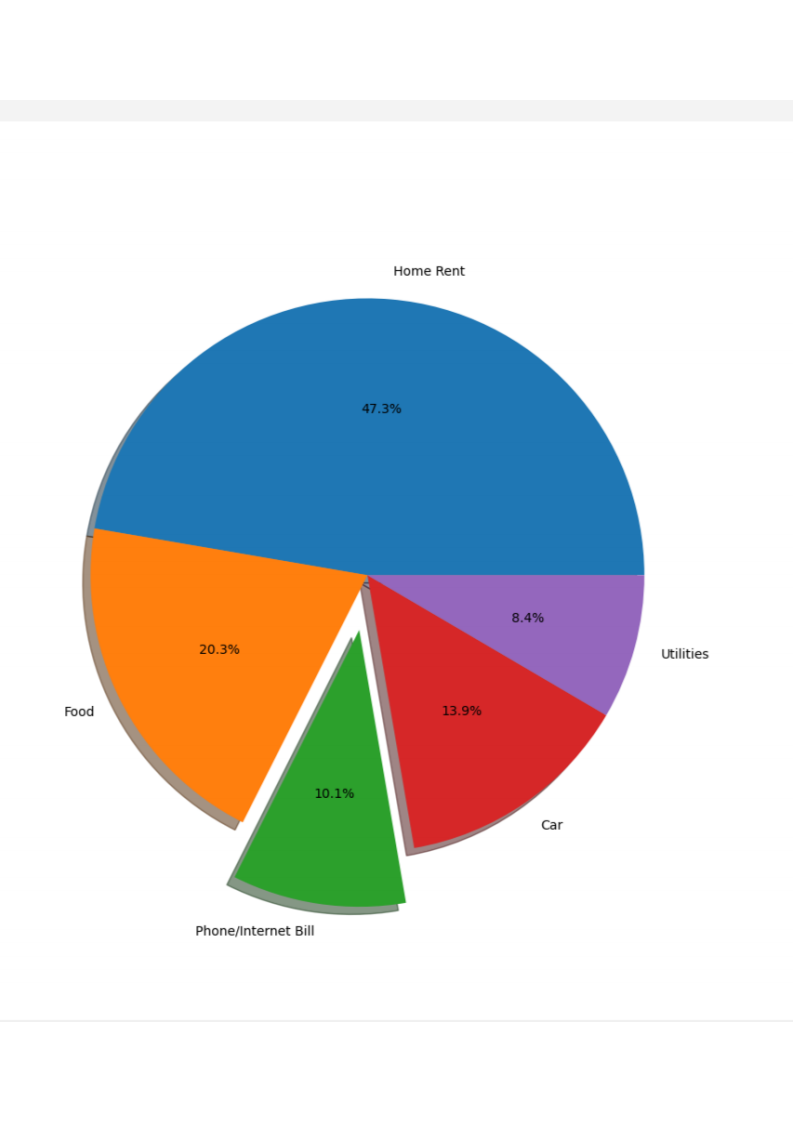 Home Rent
47.3%
8.4%
20.3%
Utilities
Food
13.9%
10.1%
Car
Phone/Internet Bill